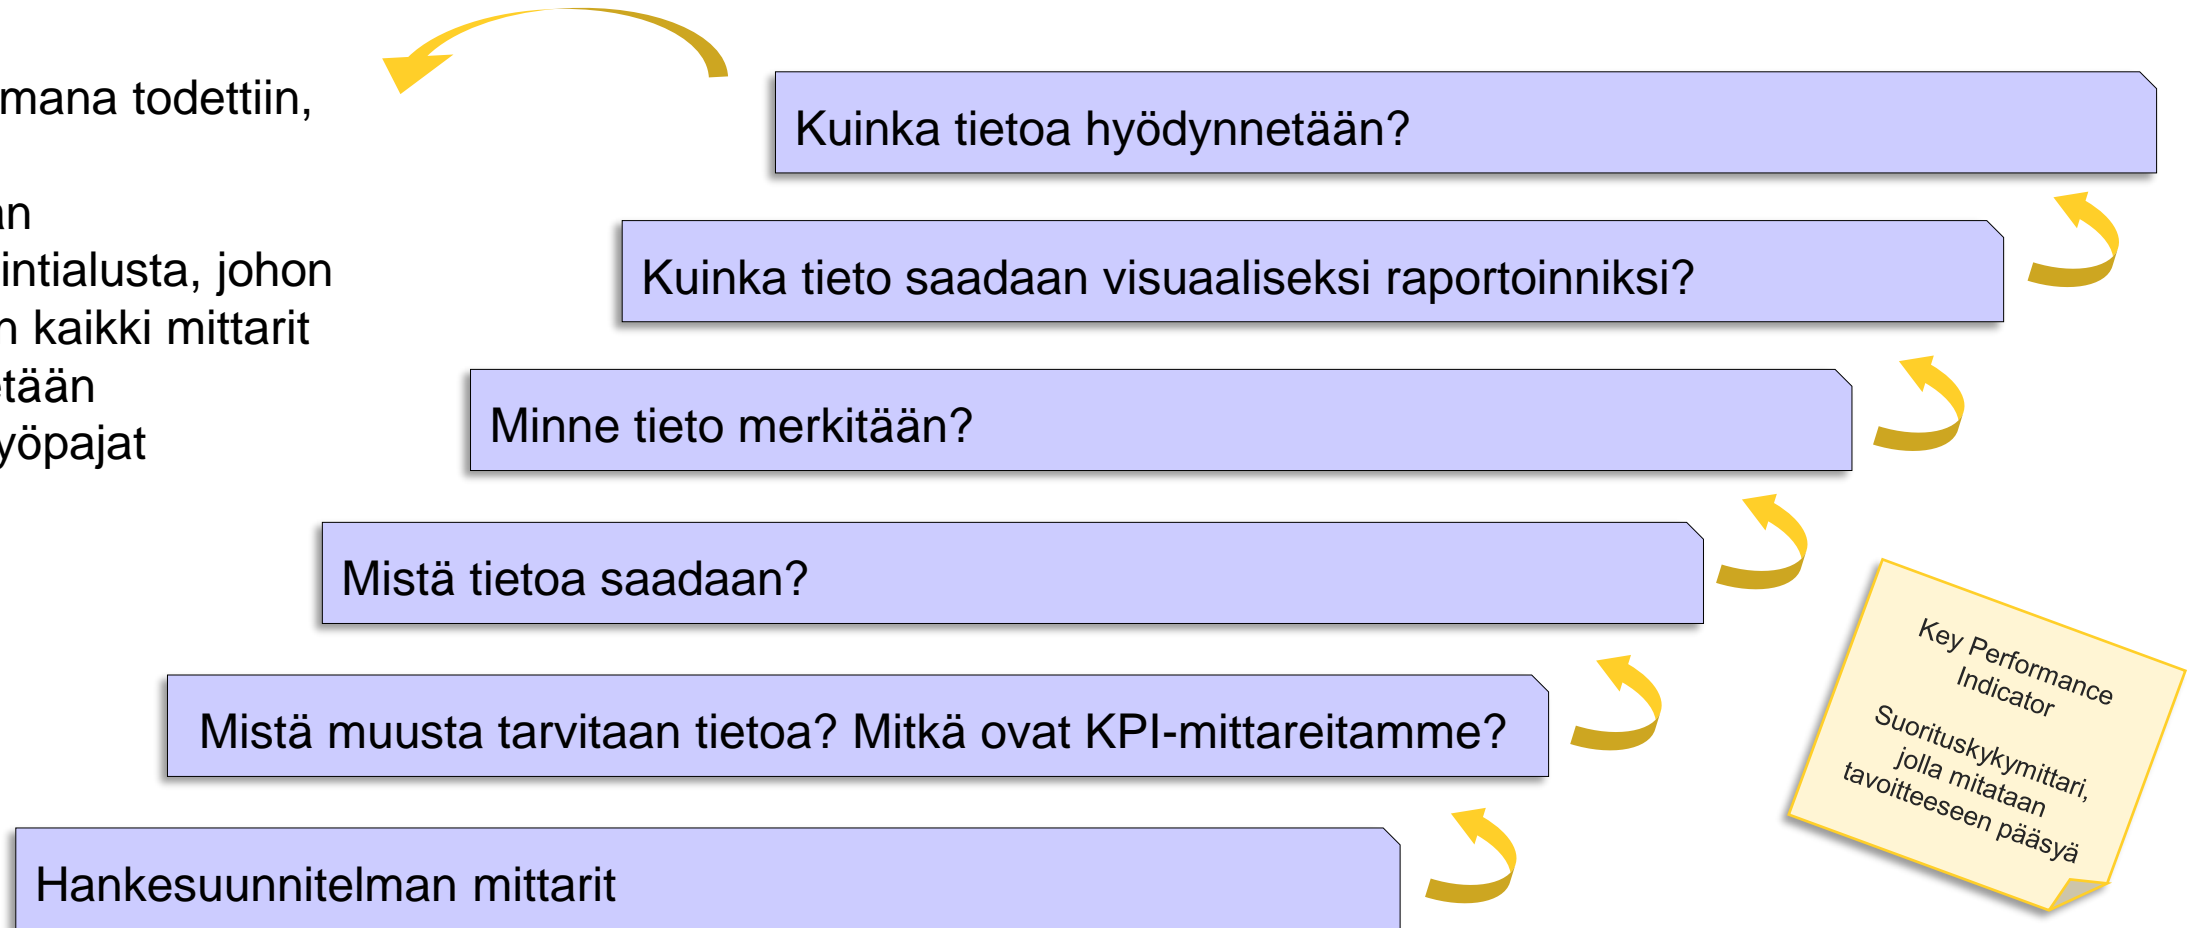 mana todettiin,
än
intialusta, johon
n kaikki mittarit
etään
yöpajat
Kuinka tietoa hyödynnetään?
Kuinka tieto saadaan visuaaliseksi raportoinniksi?
Minne tieto merkitään?
Mistä tietoa saadaan?
Mistä muusta tarvitaan tietoa? Mitkä ovat KPI-mittareitamme?
Hankesuunnitelman mittarit
Key Performance
Indicator
Suorituskykymittari,
jolla mitataan
tavoitteeseen pääsyä